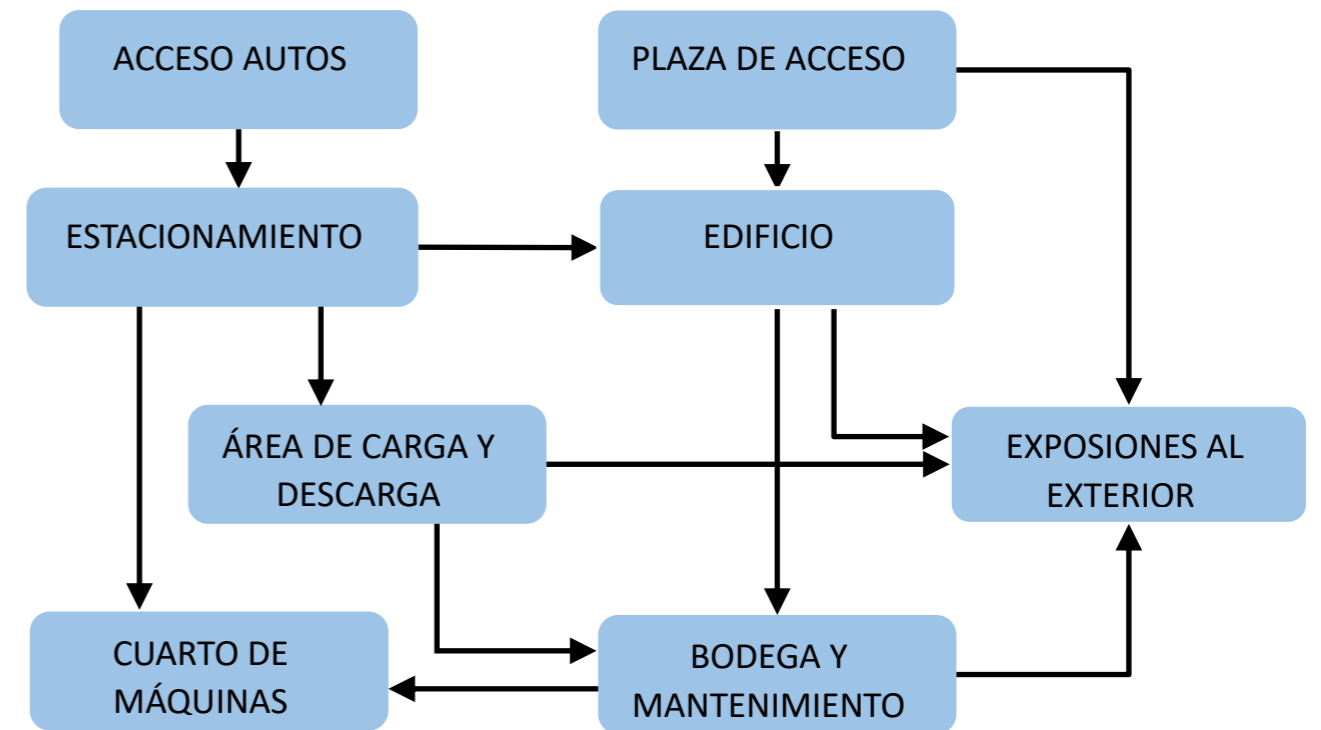 ACCESO AUTOS
PLAZA DE ACCESO
ESTACIONAMIENTO
EDIFICIO
ÁREA DE CARGA Y
DESCARGA
EXPOSIONES AL
EXTERIOR
CUARTO DE
MÁQUINAS
BODEGA Y
MANTENIMIENTO